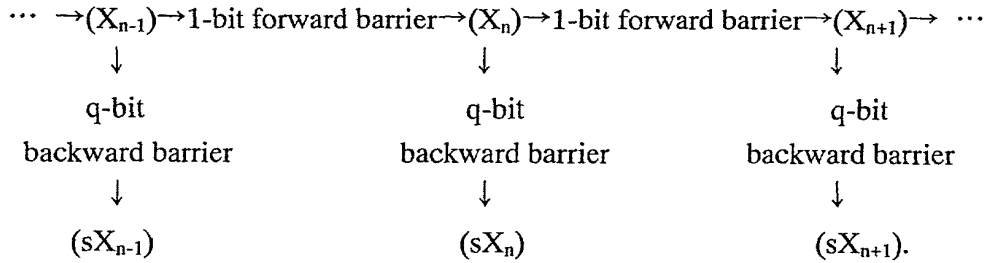 ⋯ →(Xₙ₋₁)→1-bit forward barrier→(Xₙ)→1-bit forward barrier→(Xₙ₊₁)→ ⋯
↓ ↓ ↓
q-bit q-bit q-bit
backward barrier backward barrier backward barrier
↓ ↓ ↓
(sXₙ₋₁) (sXₙ) (sXₙ₊₁).